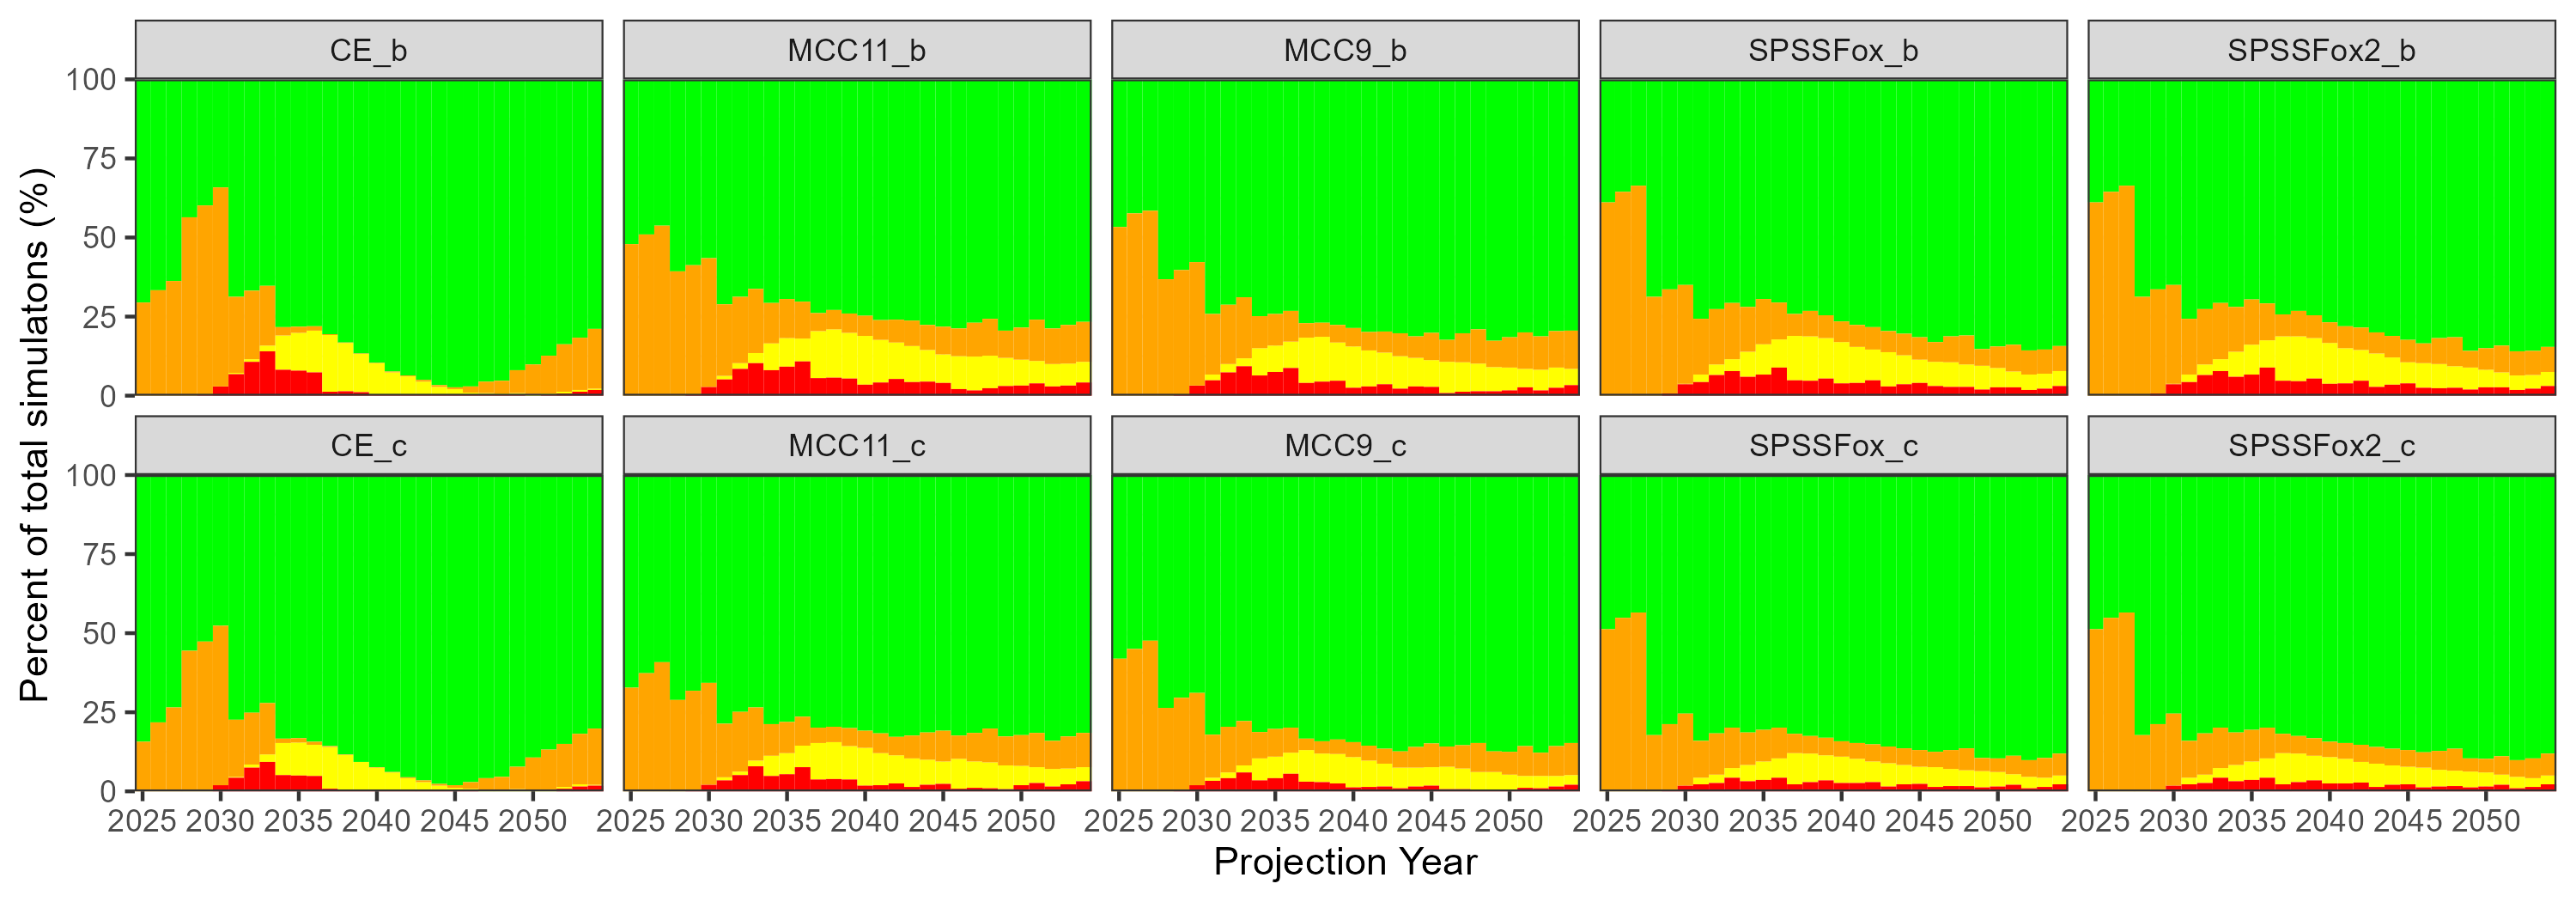 CE_b MCC11_b MCC9_b SPSSFox_b SPSSFox2_b
100
75
50
25
0
Percent of total simulatons (%)
CE_c MCC11_c MCC9_c SPSSFox_c SPSSFox2_c
100
75
50
25
0
2025 2030 2035 2040 2045 2050 2025 2030 2035 2040 2045 2050 2025 2030 2035 2040 2045 2050 2025 2030 2035 2040 2045 2050 2025 2030 2035 2040 2045 2050
Projection Year